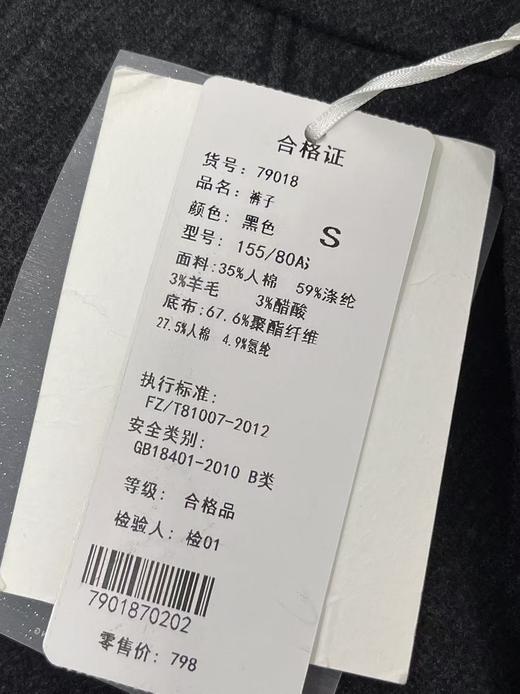 合格证
货号: 79018
品名: 裤子
颜色: 黑色 S
型号: 155/80A
面料:35%人棉 59%涤纶
3%羊毛 3%醋酸
底布:67.6%聚酯纤维
27.5%人棉 4.9%氨纶
执行标准:
FZ/T81007-2012
安全类别:
GB18401-2010 B类
等级: 合格品
检验人: 检01
7901870202
零售价: 798